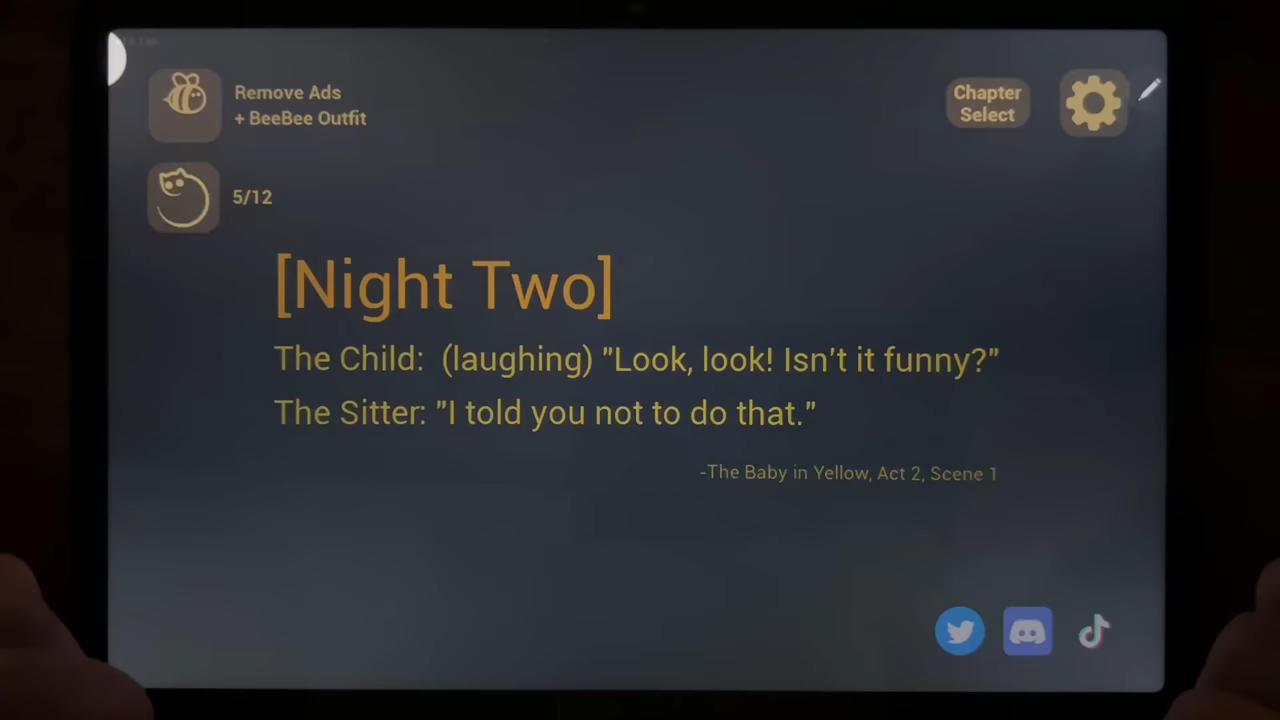 Remove Ads
+ BeeBee Outfit
Chapter
Select
5/12
[Night Two]
The Child:  (laughing) "Look, look! Isn't it funny?"
The Sitter: "I told you not to do that."
-The Baby in Yellow, Act 2, Scene 1